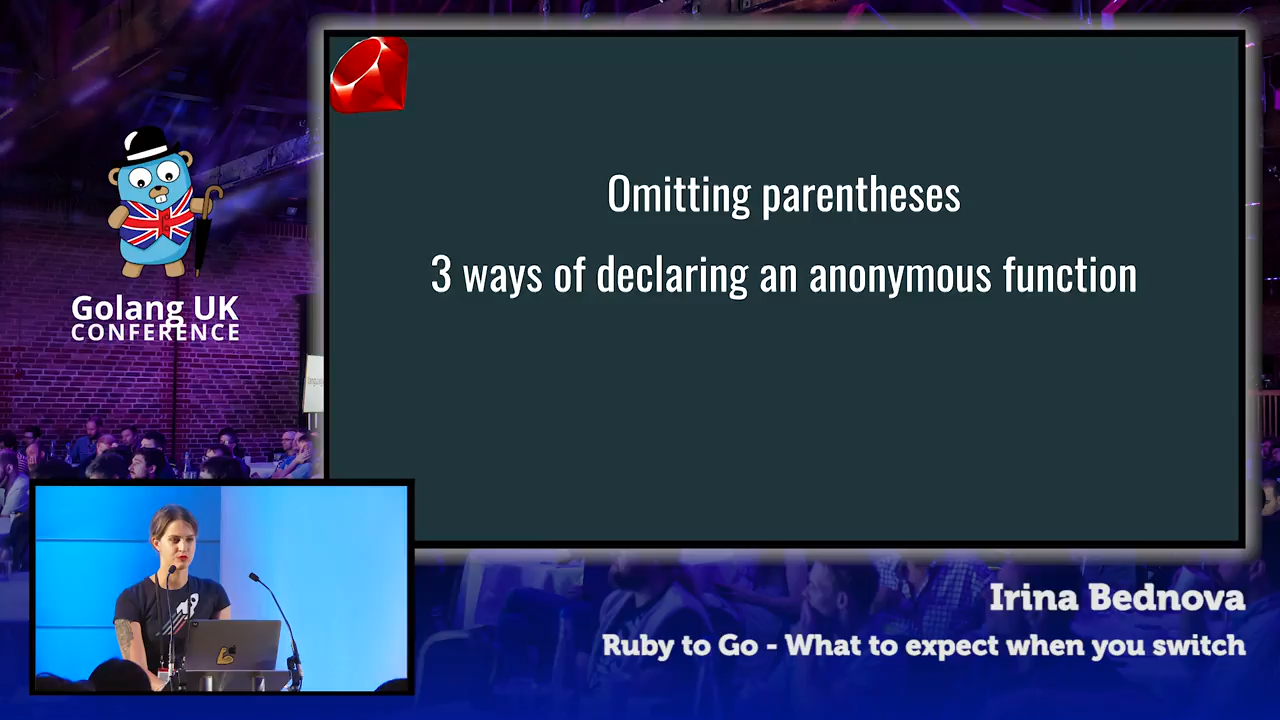 Omitting parentheses
3 ways of declaring an anonymous function
Golang UK
CONFERENCE
Irina Bednova
Ruby to Go - What to expect when you switch